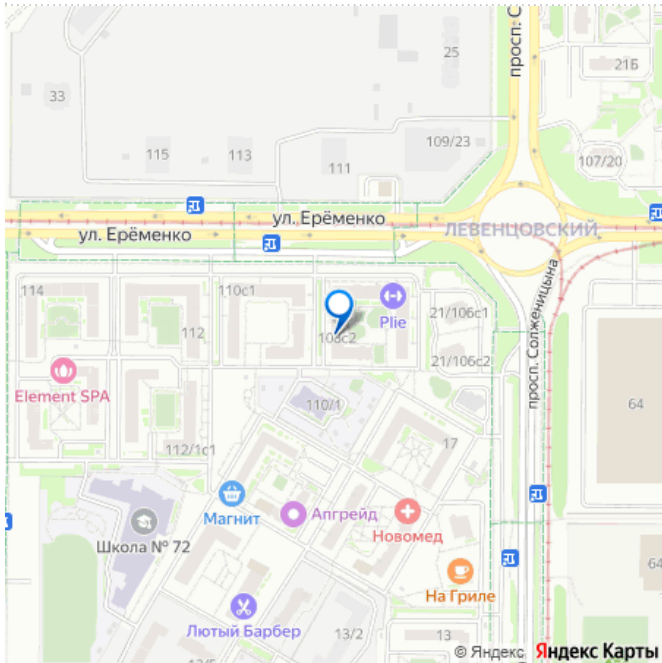 просп. С
25
21Б
33
115
113
111
109/23
107/20
ул. Ерёменко
ул. Ерёменко
ЛЕВЕНЦОВСКИЙ
просп. Солженицына
114
110с1
Plie
21/106с1
112
108с2
21/106с2
Element SPA
110/1
64
112/1с1
17
Магнит
Апгрейд
Новомед
Школа № 72
На Гриле
64
Лютый Барбер
13/2
13
© Яндекс Яндекс Карты